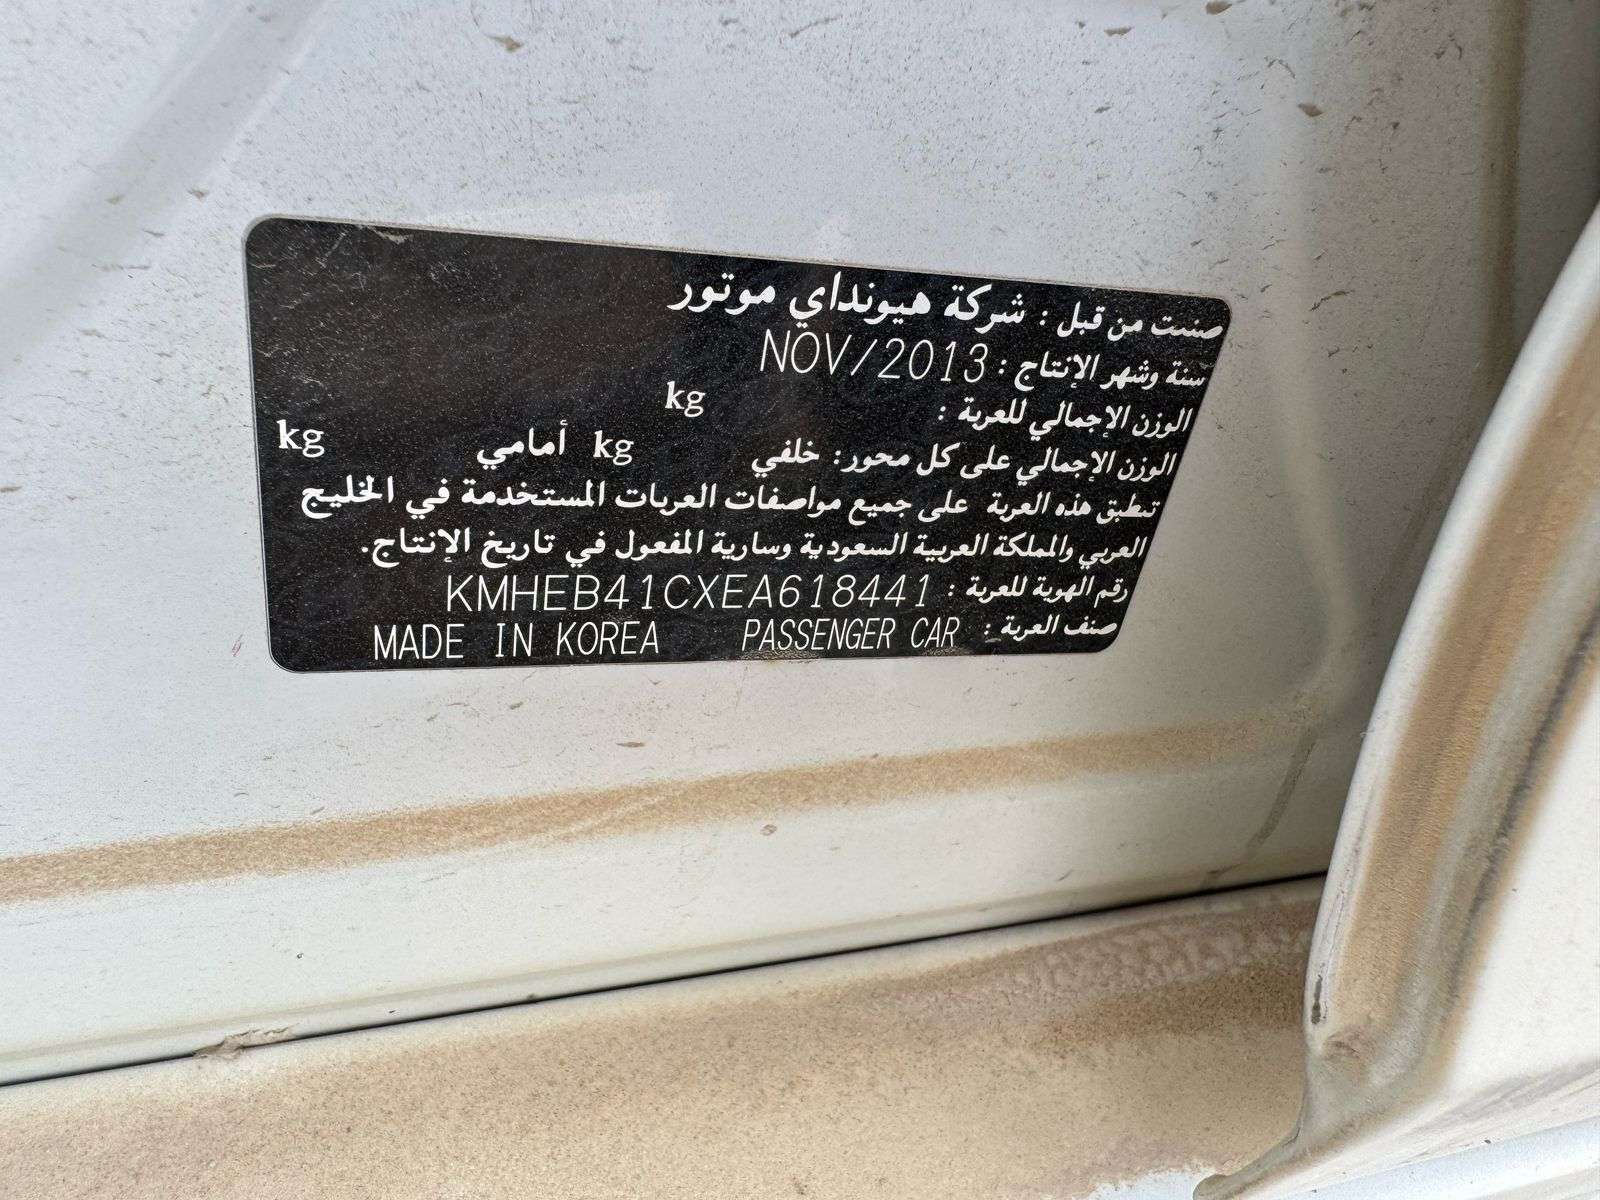 صنعت من قبل : شركة هيونداي موتور
سنة وشهر الإنتاج : NOV/2013
الوزن الإجمالي للعربة : kg
الوزن الإجمالي على كل محور: خلفي kg أمامي kg
تطبق هذه العربة على جميع مواصفات العربات المستخدمة في الخليج
العربي والمملكة العربية السعودية وسارية المفعول في تاريخ الإنتاج.
رقم الهوية للعربة : KMHEB41CXEA618441
صنف العربة : PASSENGER CAR MADE IN KOREA